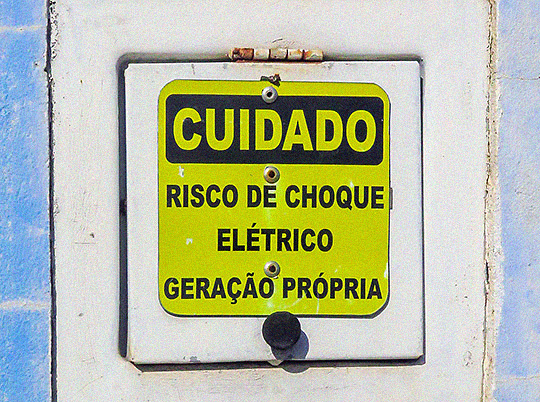 CUIDADO
RISCO DE CHOQUE
ELÉTRICO
GERAÇÃO PRÓPRIA